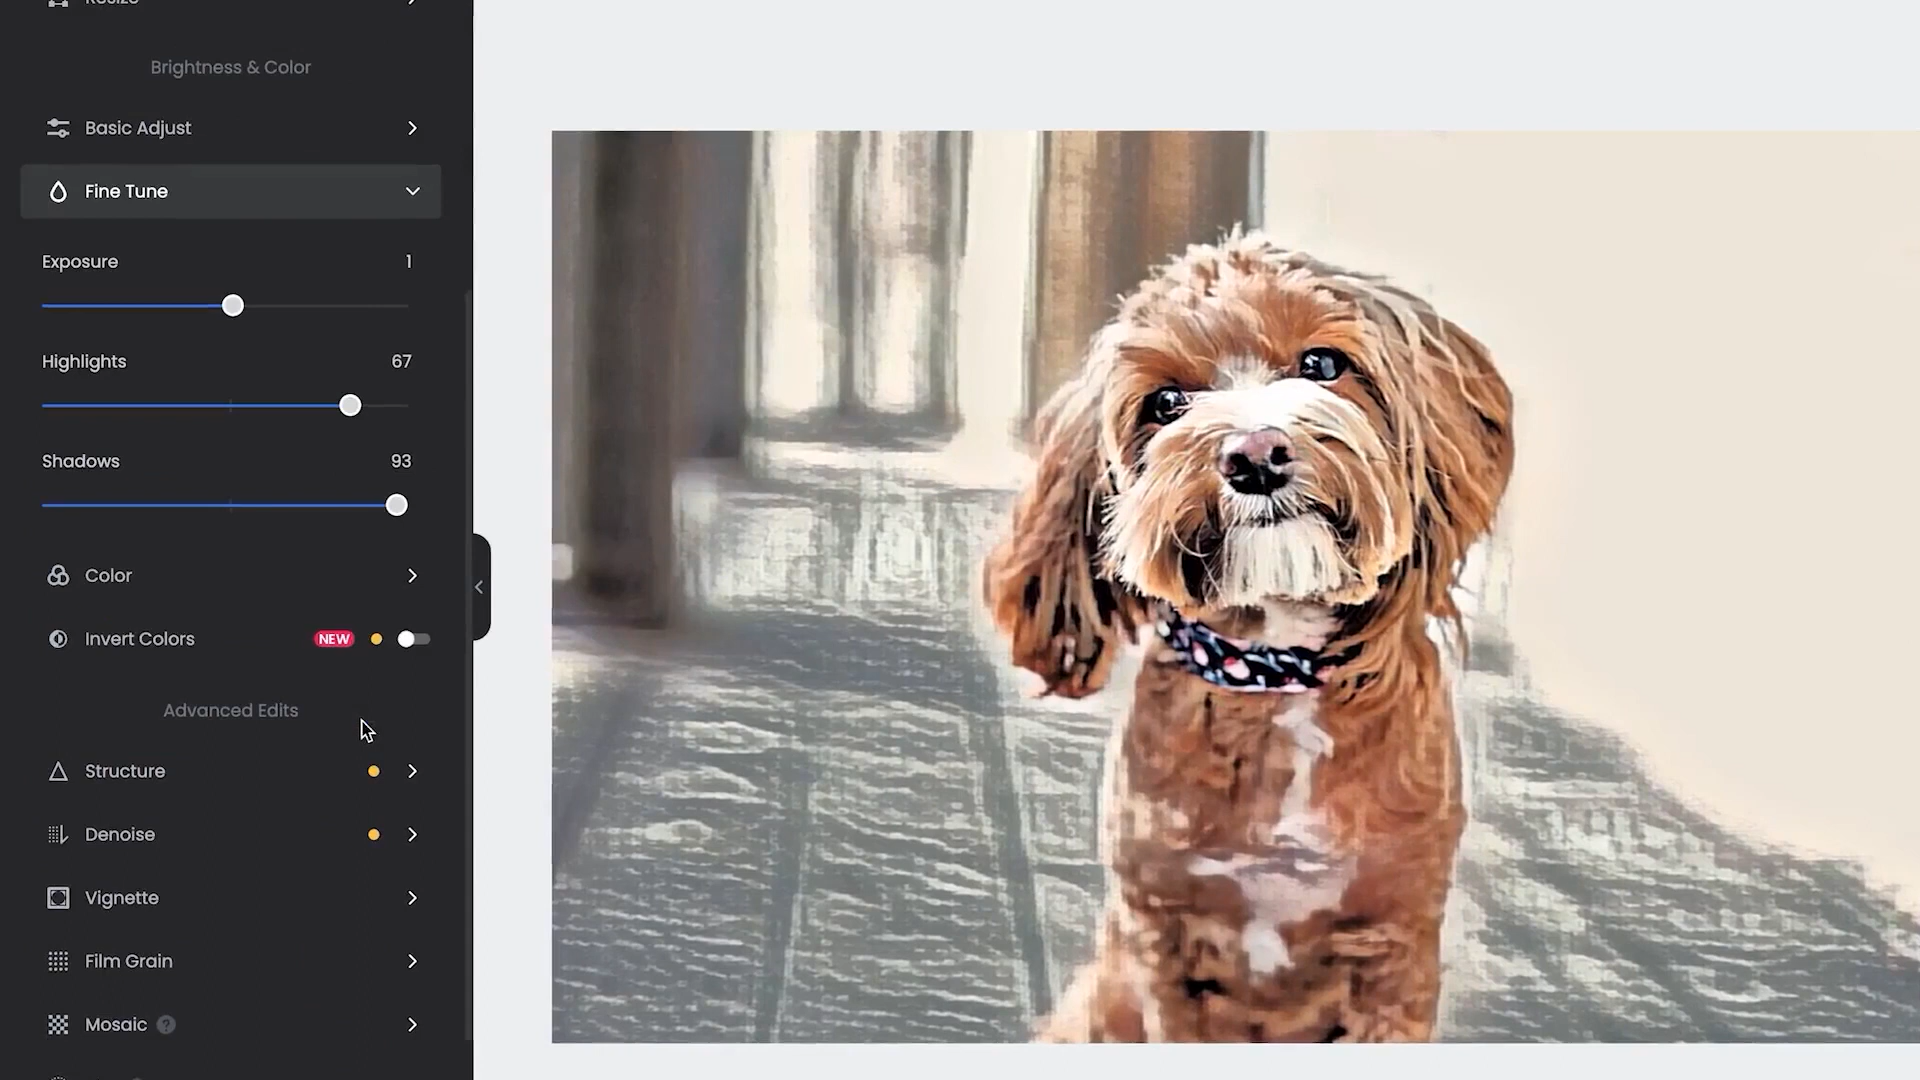 Resize
Brightness & Color
Basic Adjust
Fine Tune
Exposure 1
Highlights 67
Shadows 93
Color
Invert Colors NEW
Advanced Edits
Structure
Denoise
Vignette
Film Grain
Mosaic ?